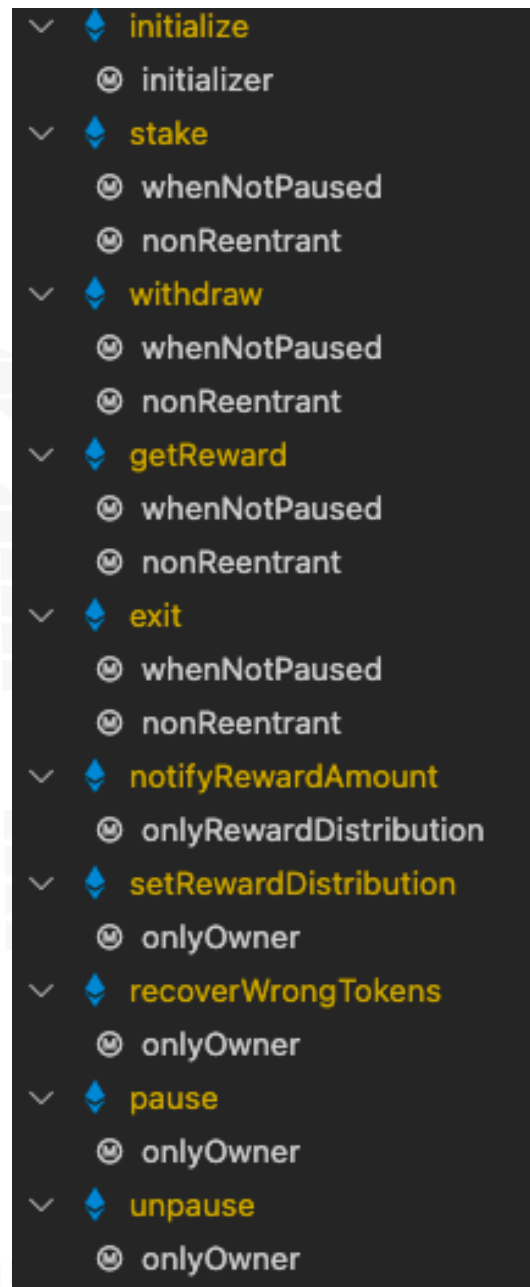 initialize
initializer
stake
whenNotPaused
nonReentrant
withdraw
whenNotPaused
nonReentrant
getReward
whenNotPaused
nonReentrant
exit
whenNotPaused
nonReentrant
notifyRewardAmount
onlyRewardDistribution
setRewardDistribution
onlyOwner
recoverWrongTokens
onlyOwner
pause
onlyOwner
unpause
onlyOwner